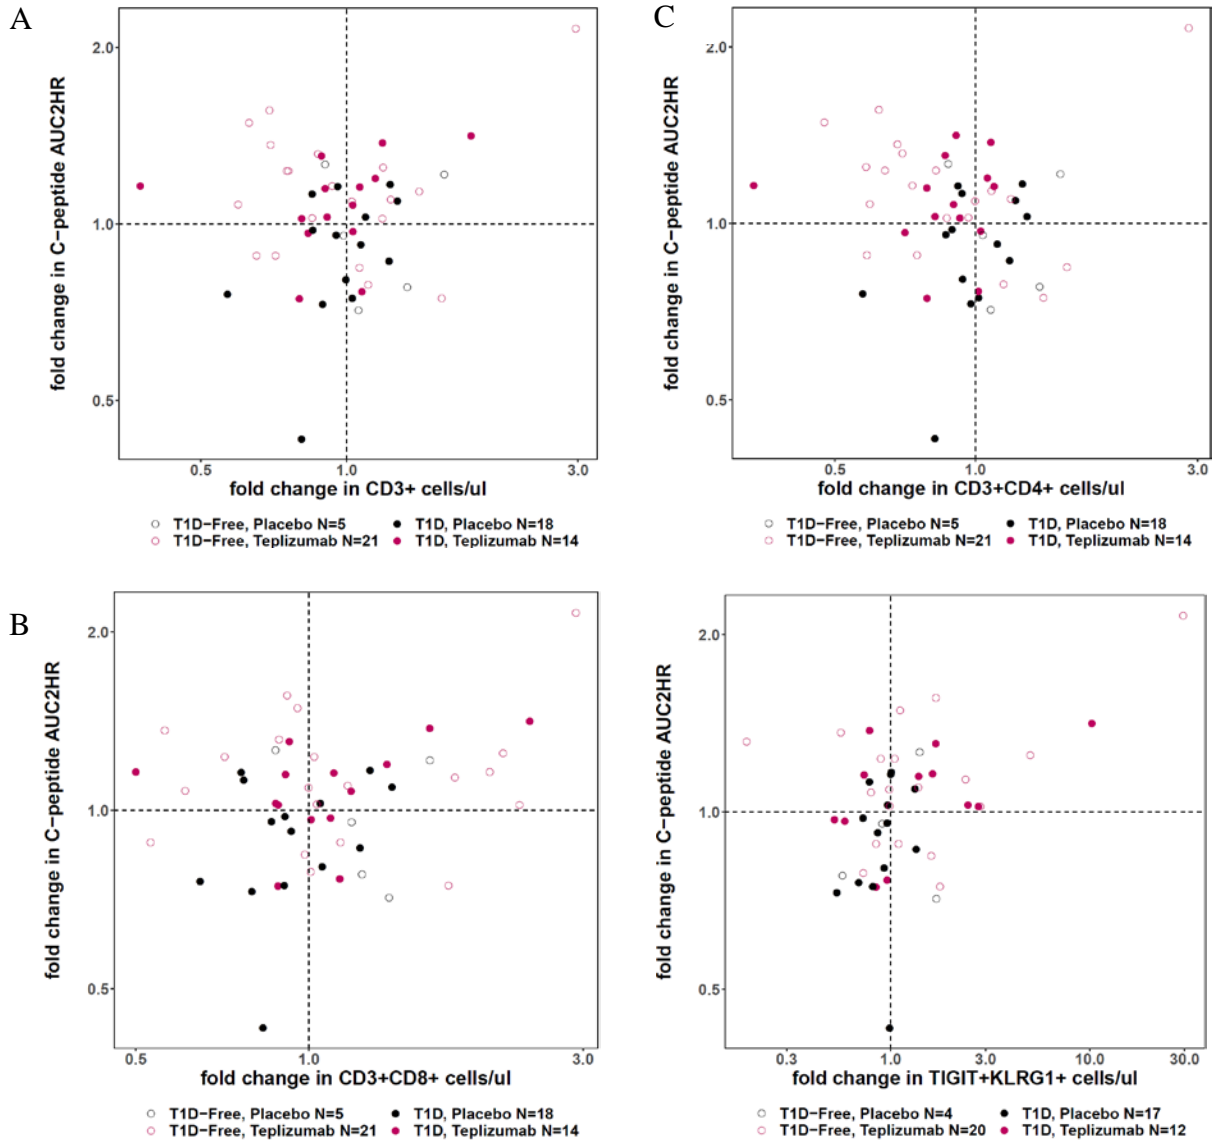 A
fold change in C-peptide AUC2HR
2.0
1.0
0.5
0.5 1.0 3.0
fold change in CD3+ cells/ul
T1D-Free, Placebo N=5 T1D, Placebo N=18
T1D-Free, Teplizumab N=21 T1D, Teplizumab N=14
C
fold change in C-peptide AUC2HR
2.0
1.0
0.5
0.5 1.0 3.0
fold change in CD3+CD4+ cells/ul
T1D-Free, Placebo N=5 T1D, Placebo N=18
T1D-Free, Teplizumab N=21 T1D, Teplizumab N=14
B
fold change in C-peptide AUC2HR
2.0
1.0
0.5
0.5 1.0 3.0
fold change in CD3+CD8+ cells/ul
T1D-Free, Placebo N=5 T1D, Placebo N=18
T1D-Free, Teplizumab N=21 T1D, Teplizumab N=14
fold change in C-peptide AUC2HR
2.0
1.0
0.5
0.3 1.0 3.0 10.0 30.0
fold change in TIGIT+KLRG1+ cells/ul
T1D-Free, Placebo N=4 T1D, Placebo N=17
T1D-Free, Teplizumab N=20 T1D, Teplizumab N=12